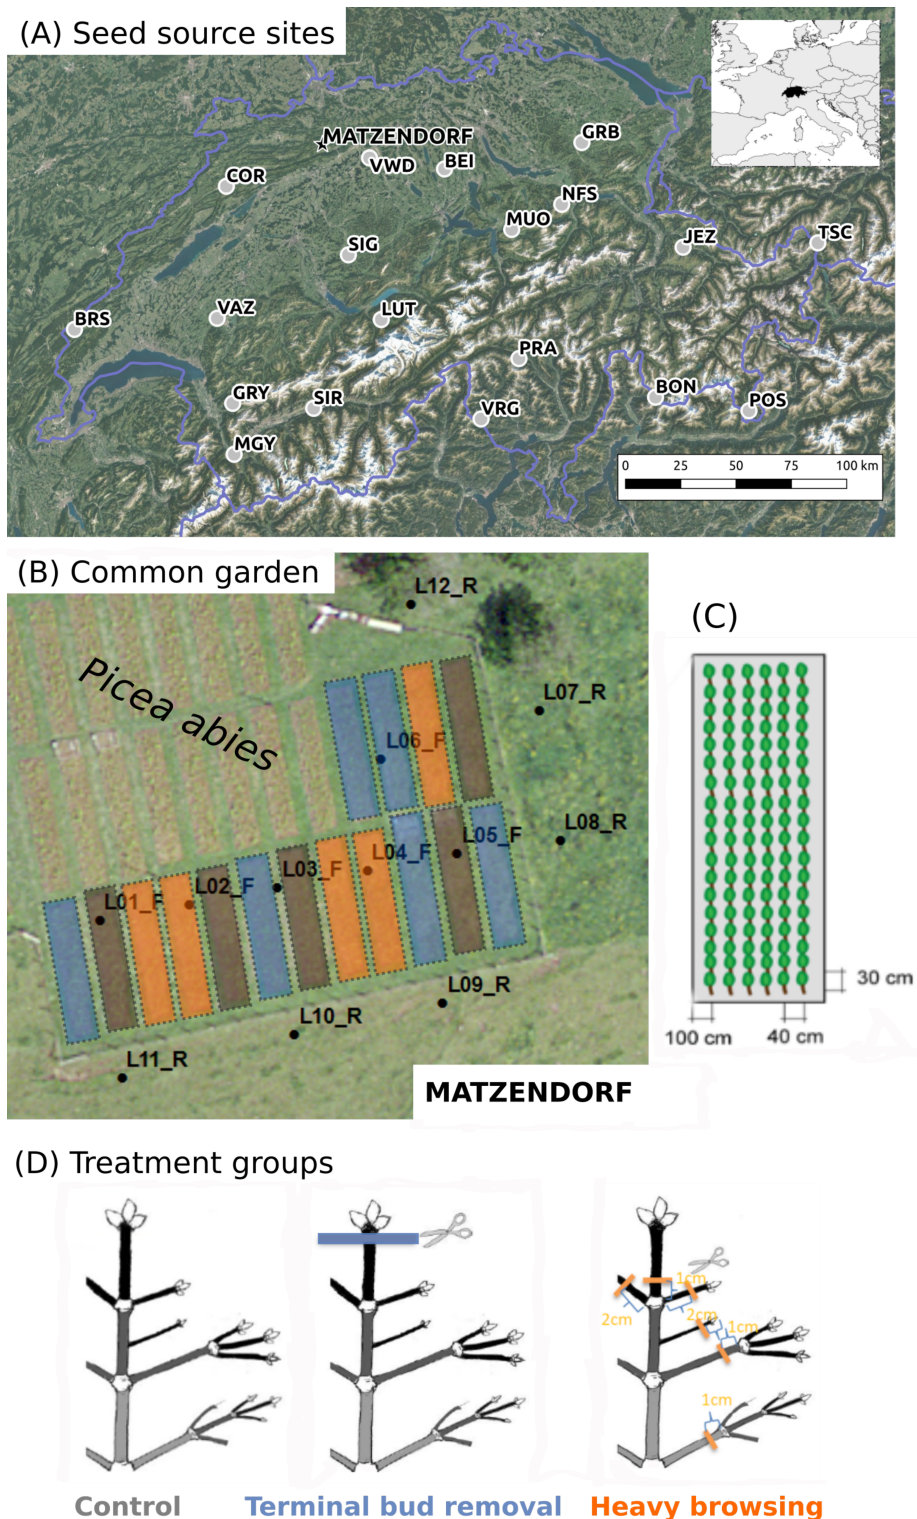 (A) Seed source sites
MATZENDORF
GRB
VWD
BEI
COR
NFS
MUO
JEZ
TSC
SIG
BRS
VAZ
LUT
PRA
GRY
SIR
VRG
BON
POS
MGY
0 25 50 75 100 km
(B) Common garden
L12_R
Picea abies
L07_R
L06_F
L08_R
L05_F
L04_F
L03_F
L02_F
L01_F
L09_R
L10_R
L11_R
MATZENDORF
(C)
30 cm
100 cm
40 cm
(D) Treatment groups
1cm
2cm
2cm
1cm
1cm
Control
Terminal bud removal
Heavy browsing